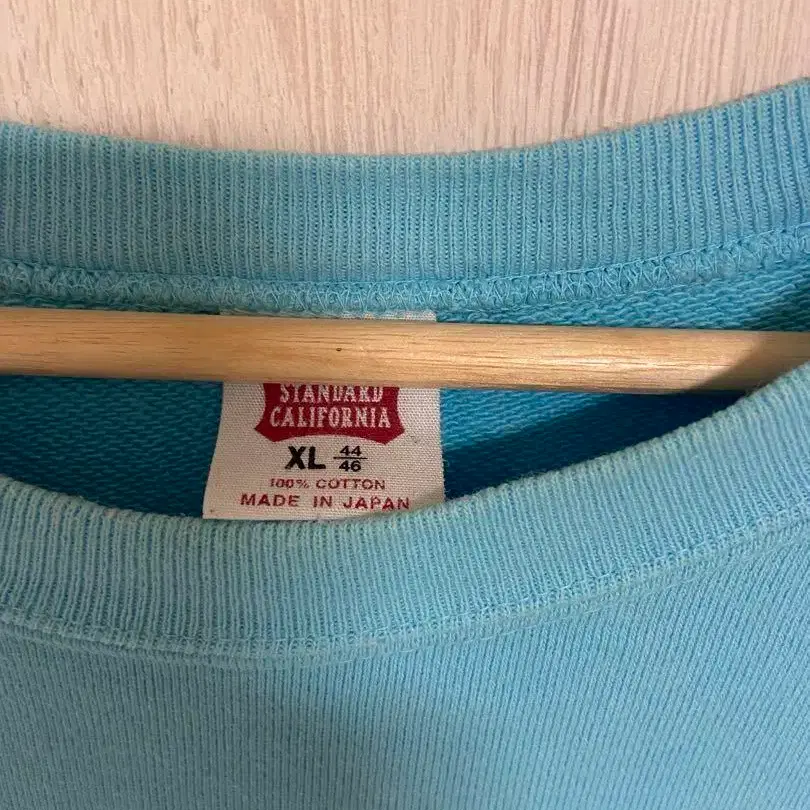 STANDARD
CALIFORNIA
XL 44/46
100% COTTON
MADE IN JAPAN